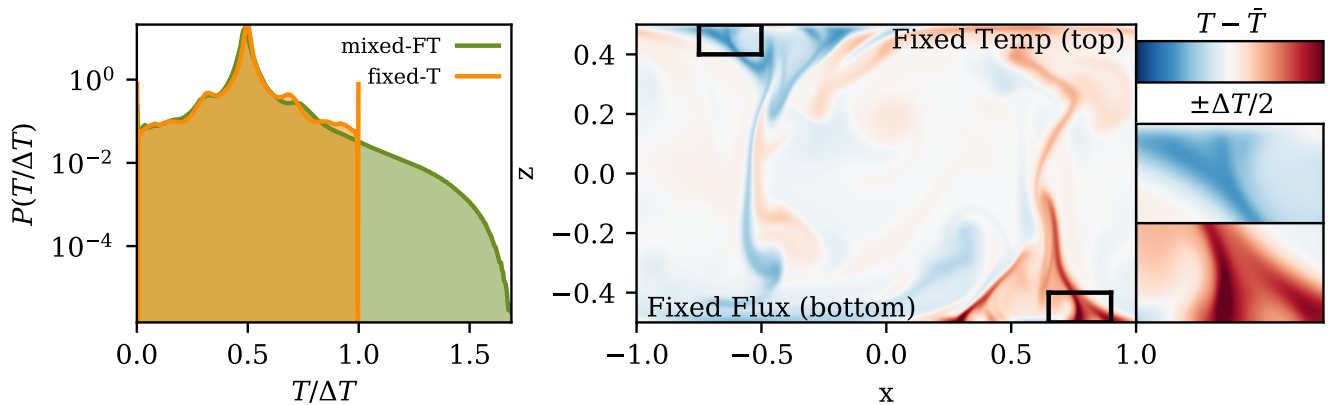 mixed-FT
fixed-T
10⁰
10⁻²
10⁻⁴
P(T/ΔT)
0.0 0.5 1.0 1.5
T/ΔT
Fixed Temp (top)
Fixed Flux (bottom)
0.4
0.2
0.0
−0.2
−0.4
z
−1.0 −0.5 0.0 0.5 1.0
x
T − T̄
±ΔT/2